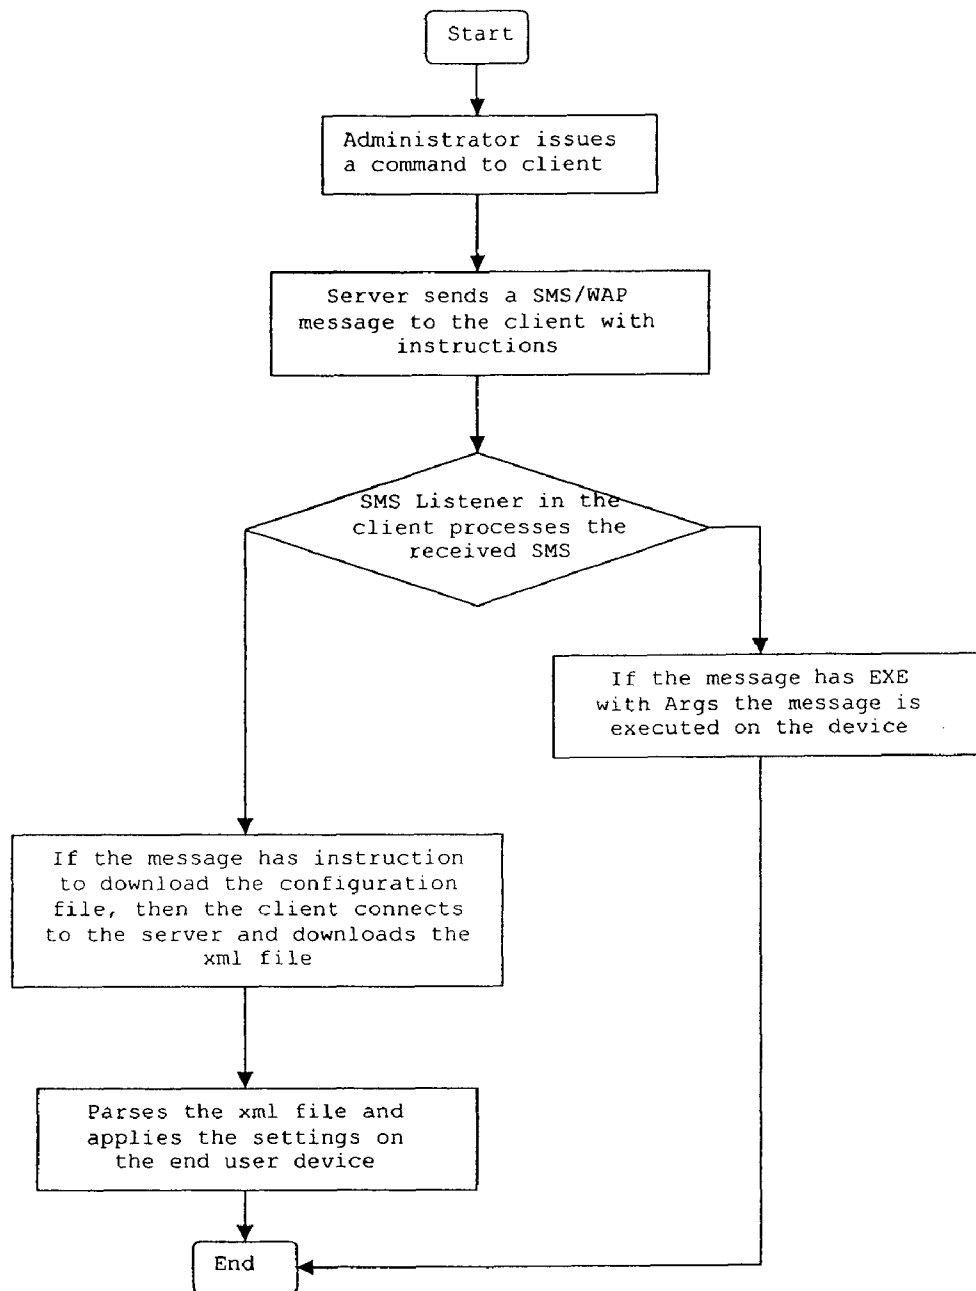 Start
Administrator issues
a command to client
Server sends a SMS/WAP
message to the client with
instructions
SMS Listener in the
client processes the
received SMS
If the message has EXE
with Args the message is
executed on the device
If the message has instruction
to download the configuration
file, then the client connects
to the server and downloads the
xml file
Parses the xml file and
applies the settings on
the end user device
End